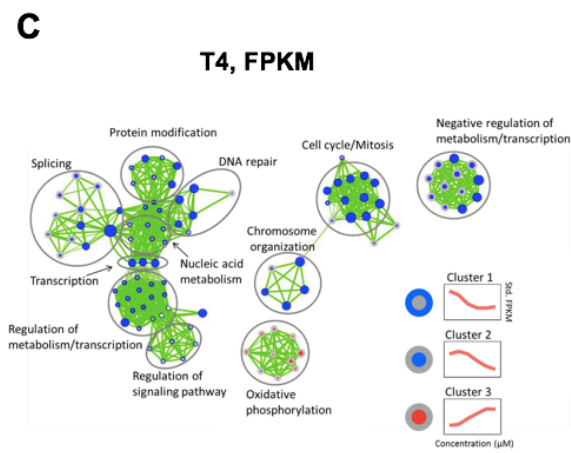 C
T4, FPKM
Protein modification
Splicing
DNA repair
Cell cycle/Mitosis
Negative regulation of
metabolism/transcription
Chromosome
organization
Nucleic acid
metabolism
Transcription
Regulation of
metabolism/transcription
Regulation of
signaling pathway
Oxidative
phosphorylation
Cluster 1
Std. FPKM
Cluster 2
Cluster 3
Concentration (μM)